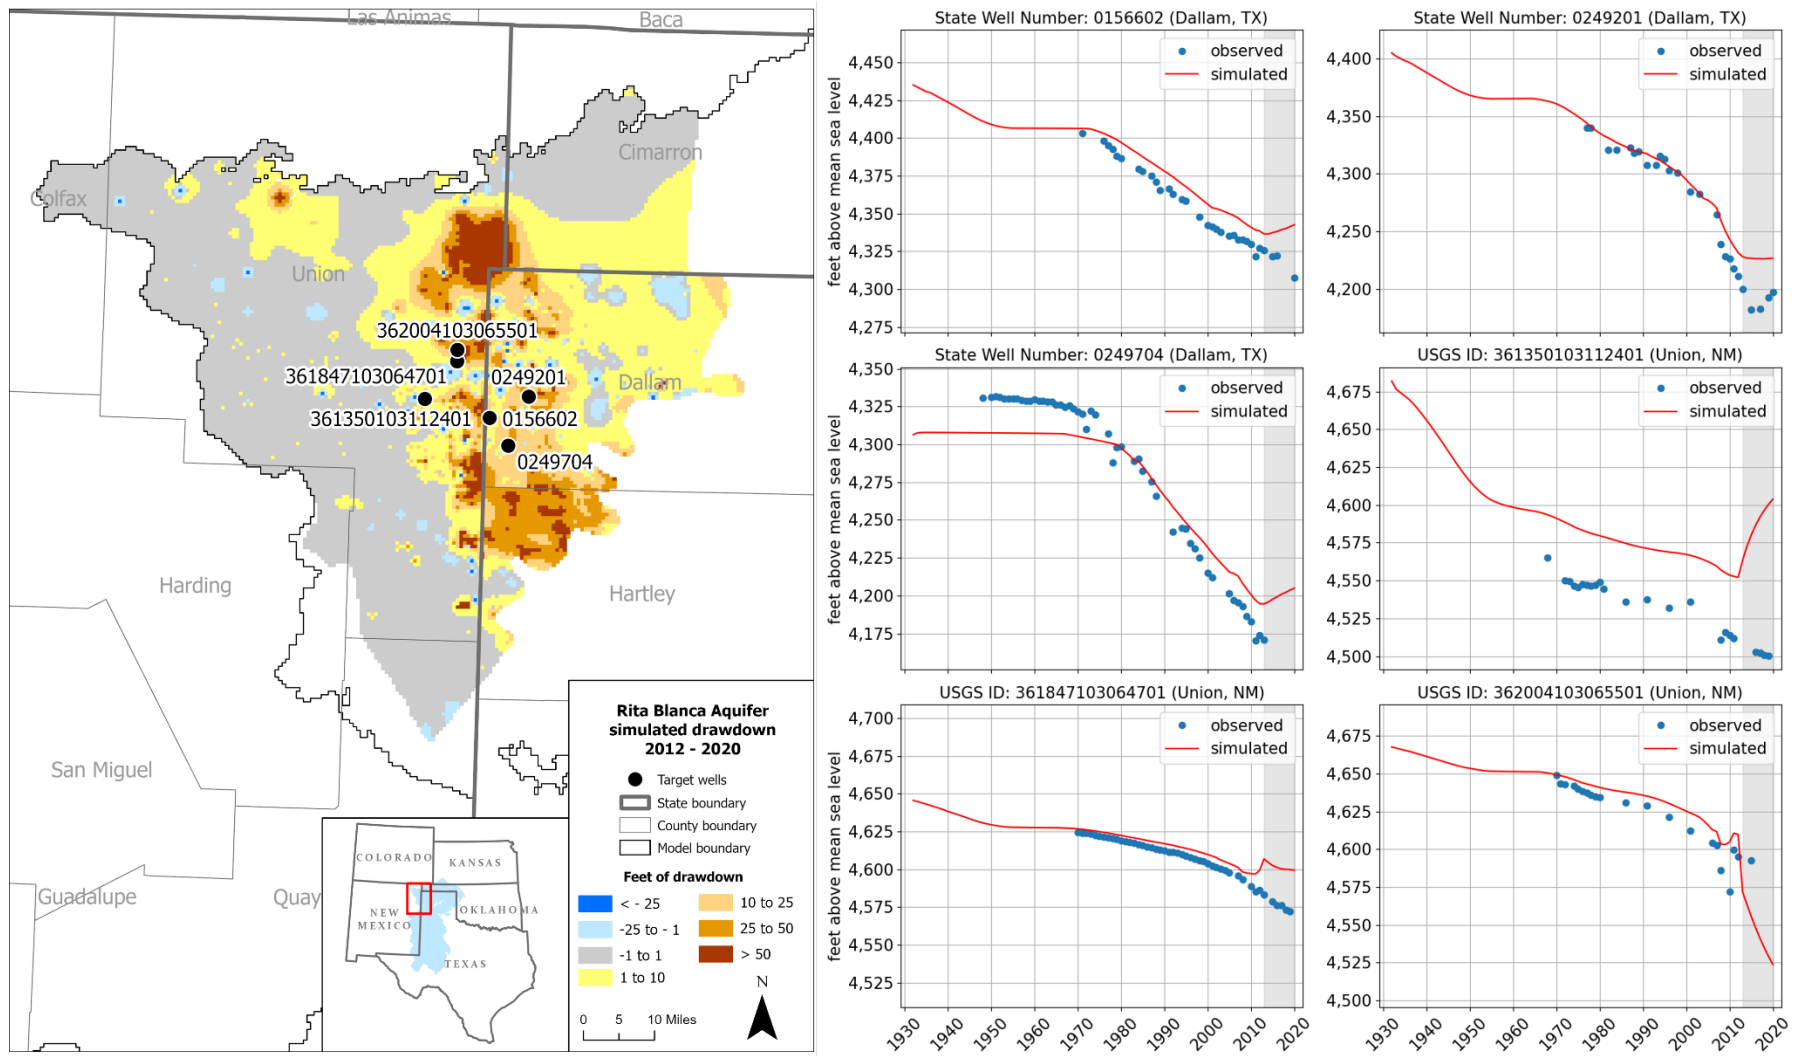 Las Animas
Baca
Colfax
Cimarron
Union
362004103065501
361847103064701
0249201
Dallam
361350103112401
0156602
0249704
Harding
Hartley
San Miguel
Guadalupe
Quay
Rita Blanca Aquifer
simulated drawdown
2012 - 2020
Target wells
State boundary
County boundary
Model boundary
Feet of drawdown
< - 25
-25 to - 1
-1 to 1
1 to 10
10 to 25
25 to 50
> 50
N
0 5 10 Miles
COLORADO
KANSAS
NEW
MEXICO
OKLAHOMA
TEXAS
State Well Number: 0156602 (Dallam, TX)
observed
simulated
feet above mean sea level
4,450
4,425
4,400
4,375
4,350
4,325
4,300
4,275
State Well Number: 0249201 (Dallam, TX)
observed
simulated
4,400
4,350
4,300
4,250
4,200
State Well Number: 0249704 (Dallam, TX)
observed
simulated
feet above mean sea level
4,350
4,325
4,300
4,275
4,250
4,225
4,200
4,175
USGS ID: 361350103112401 (Union, NM)
observed
simulated
4,675
4,650
4,625
4,600
4,575
4,550
4,525
4,500
USGS ID: 361847103064701 (Union, NM)
observed
simulated
feet above mean sea level
4,700
4,675
4,650
4,625
4,600
4,575
4,550
4,525
1930 1940 1950 1960 1970 1980 1990 2000 2010 2020
USGS ID: 362004103065501 (Union, NM)
observed
simulated
4,675
4,650
4,625
4,600
4,575
4,550
4,525
4,500
1930 1940 1950 1960 1970 1980 1990 2000 2010 2020